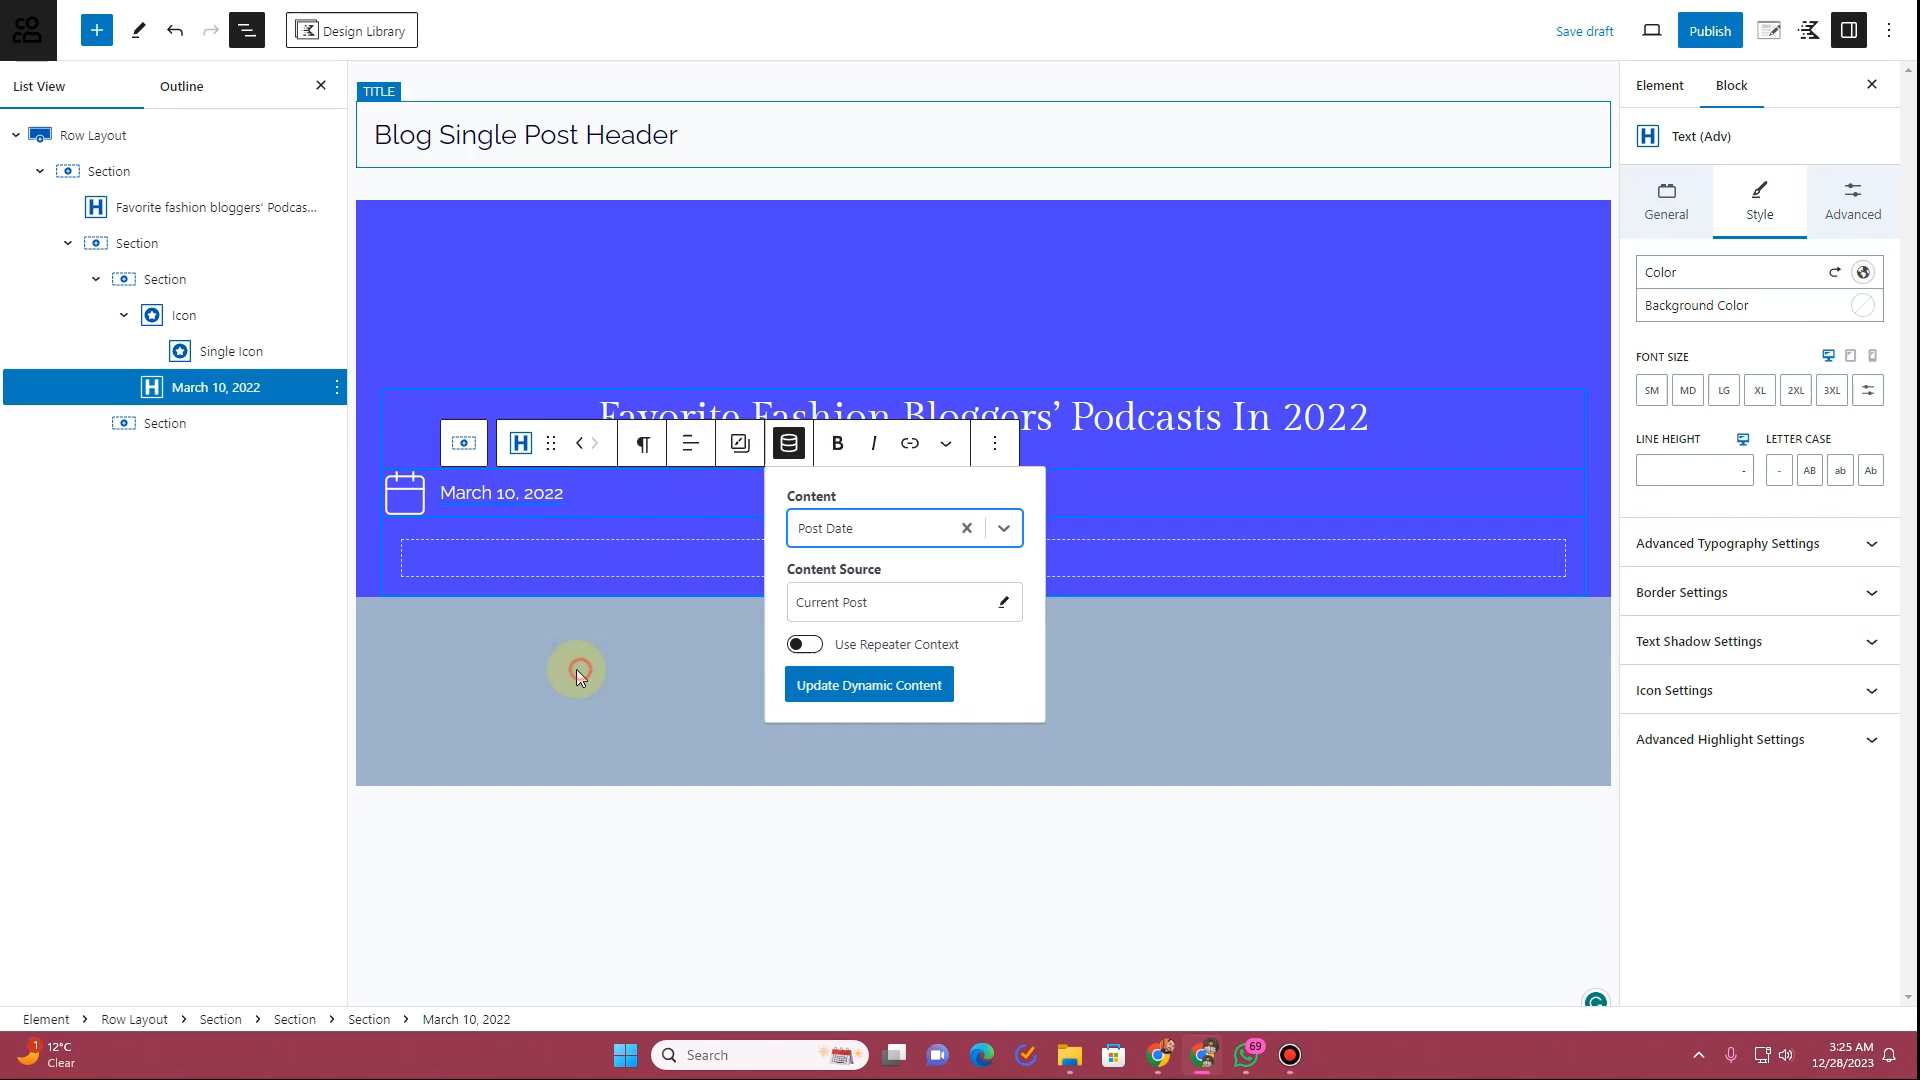 Design Library
Save draft
Publish
List View
Outline
Row Layout
Section
Favorite fashion bloggers' Podcas...
Section
Section
Icon
Single Icon
March 10, 2022
Section
TITLE
Blog Single Post Header
Favorite Fashion Bloggers' Podcasts In 2022
B
I
March 10, 2022
Content
Post Date
Content Source
Current Post
Use Repeater Context
Update Dynamic Content
Element
Block
Text (Adv)
General
Style
Advanced
Color
Background Color
FONT SIZE
SM
MD
LG
XL
2XL
3XL
LINE HEIGHT
LETTER CASE
-
-
AB
ab
Ab
Advanced Typography Settings
Border Settings
Text Shadow Settings
Icon Settings
Advanced Highlight Settings
Element > Row Layout > Section > Section > Section > March 10, 2022
1
12°C
Clear
Search
69
3:25 AM
12/28/2023